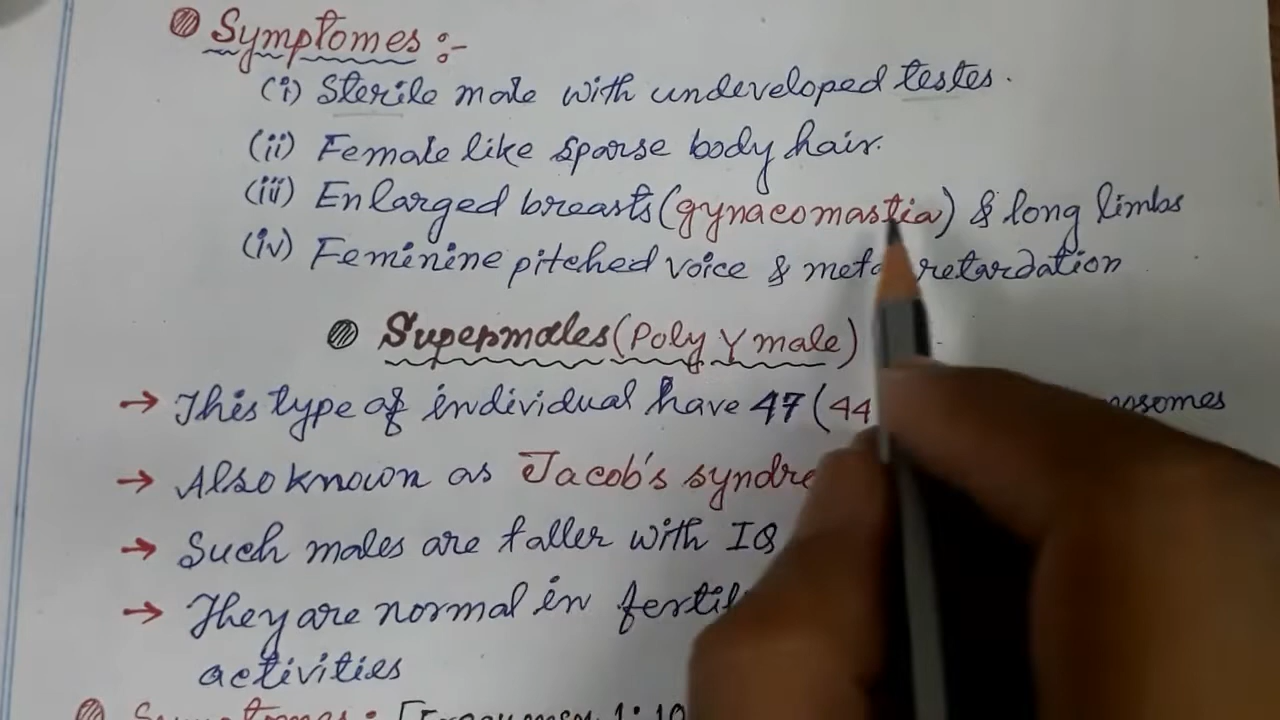 Symptomes :-
(i) Sterile male with undeveloped testes.
(ii) Female like sparse body hair.
(iii) Enlarged breasts (gynaecomastia) & long limbs
(iv) Feminine pitched voice & retardation
Supermales (Poly Y male)
→ This type of individual have 47 (44
→ Also known as Jacob's
→ Such males are taller with IQ
→ They are normal in
activities